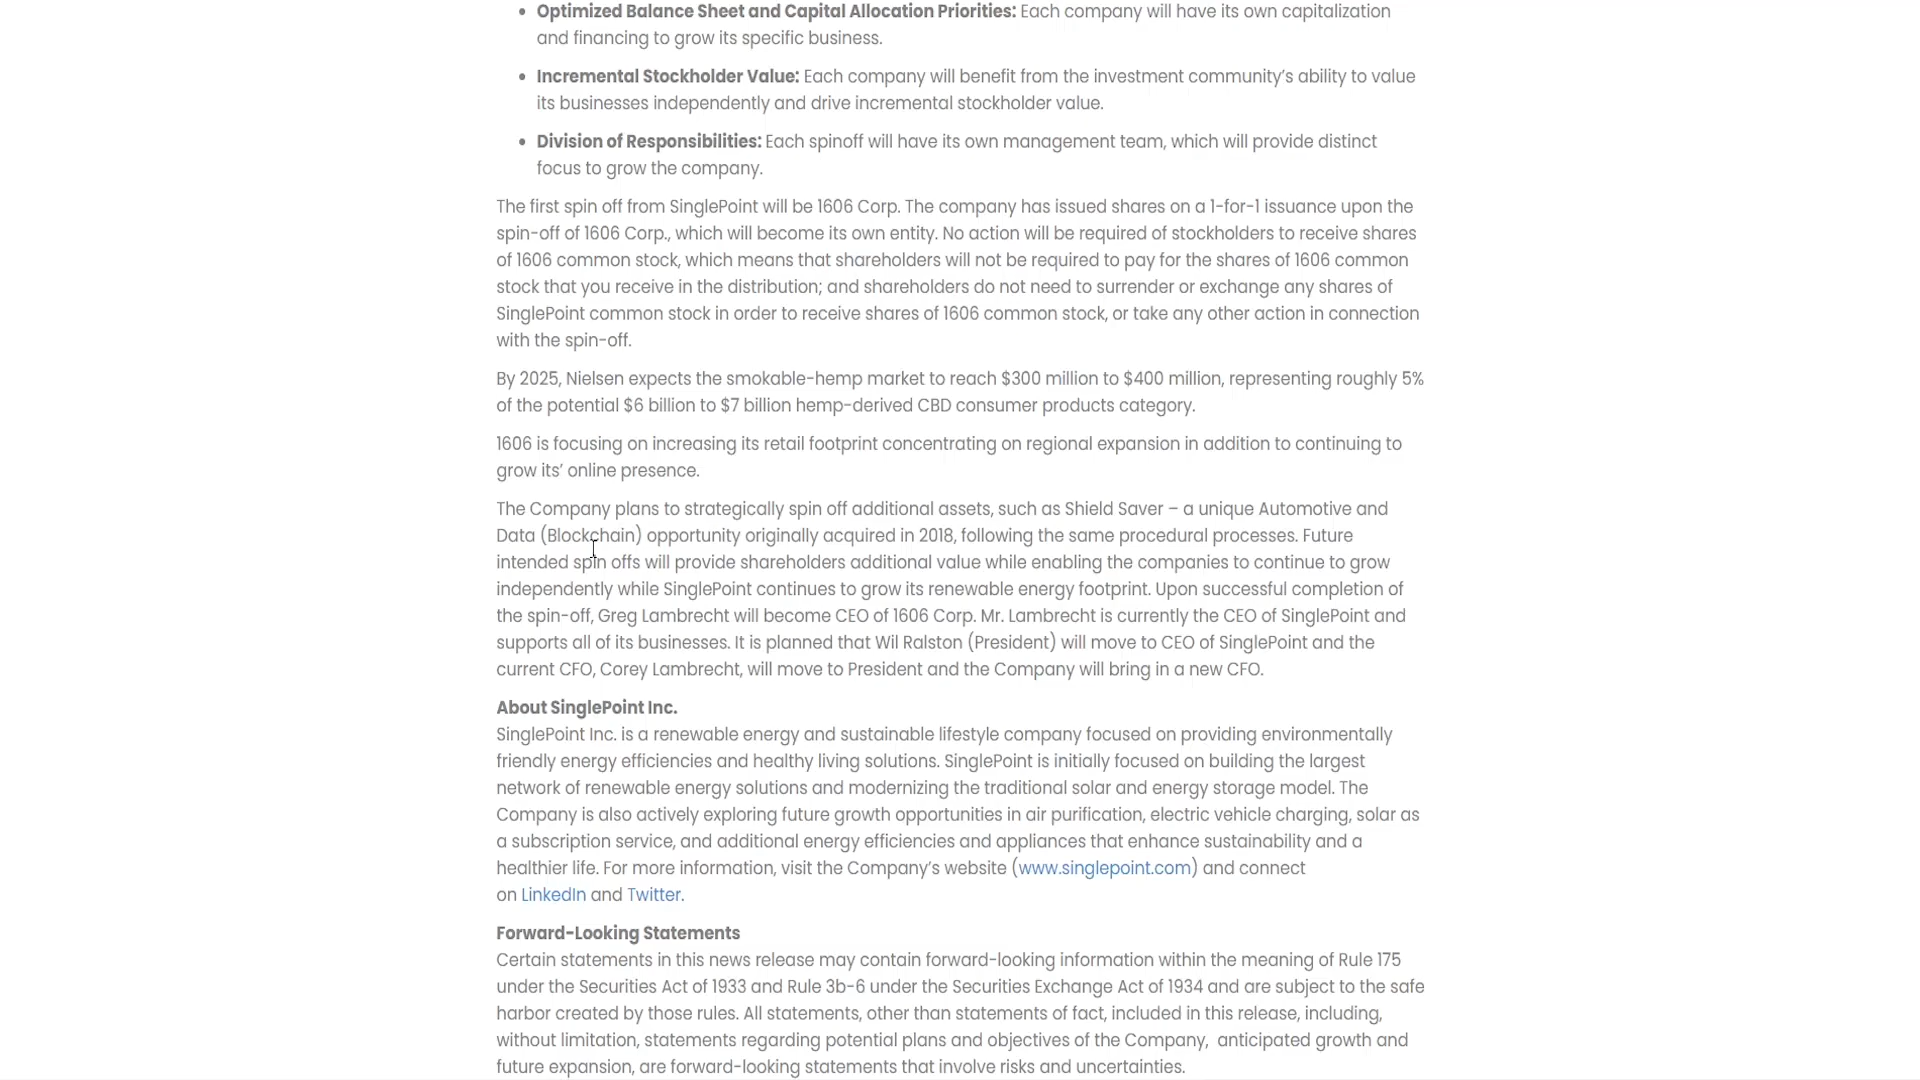 • Optimized Balance Sheet and Capital Allocation Priorities: Each company will have its own capitalization
and financing to grow its specific business.
• Incremental Stockholder Value: Each company will benefit from the investment community’s ability to value
its businesses independently and drive incremental stockholder value.
• Division of Responsibilities: Each spinoff will have its own management team, which will provide distinct
focus to grow the company.
The first spin off from SinglePoint will be 1606 Corp. The company has issued shares on a 1-for-1 issuance upon the
spin-off of 1606 Corp., which will become its own entity. No action will be required of stockholders to receive shares
of 1606 common stock, which means that shareholders will not be required to pay for the shares of 1606 common
stock that you receive in the distribution; and shareholders do not need to surrender or exchange any shares of
SinglePoint common stock in order to receive shares of 1606 common stock, or take any other action in connection
with the spin-off.
By 2025, Nielsen expects the smokable-hemp market to reach $300 million to $400 million, representing roughly 5%
of the potential $6 billion to $7 billion hemp-derived CBD consumer products category.
1606 is focusing on increasing its retail footprint concentrating on regional expansion in addition to continuing to
grow its’ online presence.
The Company plans to strategically spin off additional assets, such as Shield Saver – a unique Automotive and
Data (Blockchain) opportunity originally acquired in 2018, following the same procedural processes. Future
intended spin offs will provide shareholders additional value while enabling the companies to continue to grow
independently while SinglePoint continues to grow its renewable energy footprint. Upon successful completion of
the spin-off, Greg Lambrecht will become CEO of 1606 Corp. Mr. Lambrecht is currently the CEO of SinglePoint and
supports all of its businesses. It is planned that Wil Ralston (President) will move to CEO of SinglePoint and the
current CFO, Corey Lambrecht, will move to President and the Company will bring in a new CFO.
About SinglePoint Inc.
SinglePoint Inc. is a renewable energy and sustainable lifestyle company focused on providing environmentally
friendly energy efficiencies and healthy living solutions. SinglePoint is initially focused on building the largest
network of renewable energy solutions and modernizing the traditional solar and energy storage model. The
Company is also actively exploring future growth opportunities in air purification, electric vehicle charging, solar as
a subscription service, and additional energy efficiencies and appliances that enhance sustainability and a
healthier life. For more information, visit the Company’s website (www.singlepoint.com) and connect
on LinkedIn and Twitter.
Forward-Looking Statements
Certain statements in this news release may contain forward-looking information within the meaning of Rule 175
under the Securities Act of 1933 and Rule 3b-6 under the Securities Exchange Act of 1934 and are subject to the safe
harbor created by those rules. All statements, other than statements of fact, included in this release, including,
without limitation, statements regarding potential plans and objectives of the Company, anticipated growth and
future expansion, are forward-looking statements that involve risks and uncertainties.